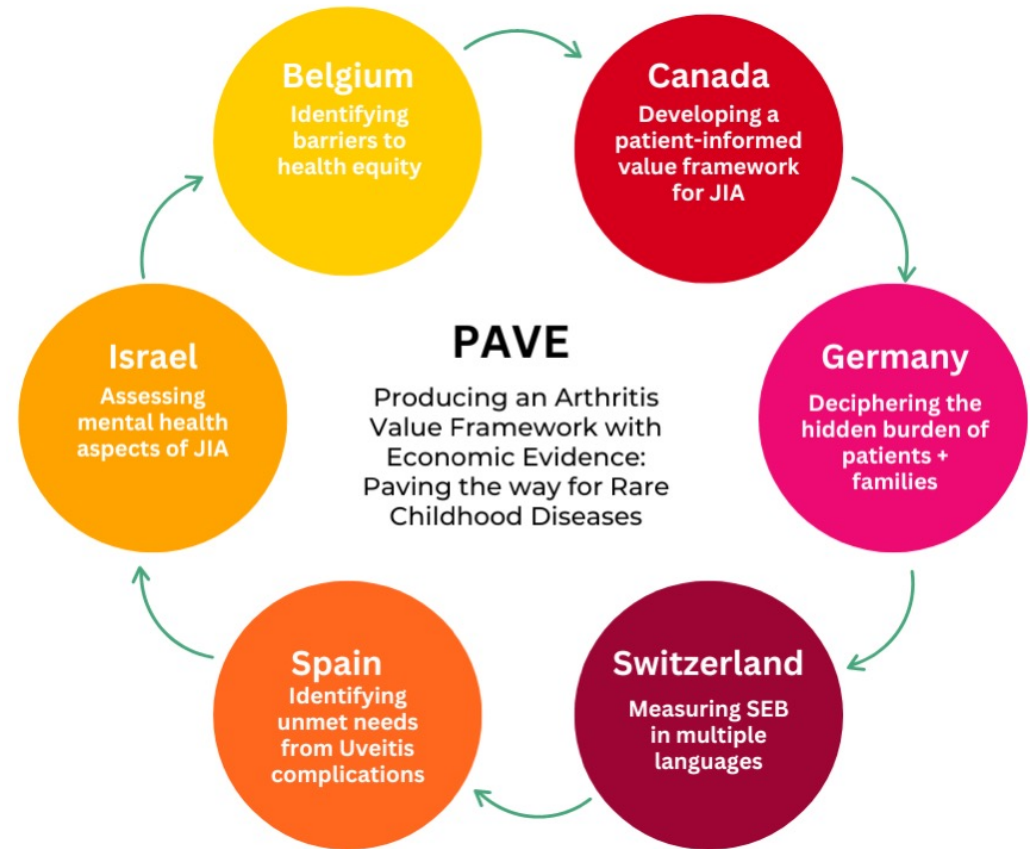 Belgium
Identifying
barriers to
health equity
Canada
Developing a
patient-informed
value framework
for JIA
Israel
Assessing
mental health
aspects of JIA
PAVE
Producing an Arthritis
Value Framework with
Economic Evidence:
Paving the way for Rare
Childhood Diseases
Germany
Deciphering the
hidden burden of
patients +
families
Spain
Identifying
unmet needs
from Uveitis
complications
Switzerland
Measuring SEB
in multiple
languages